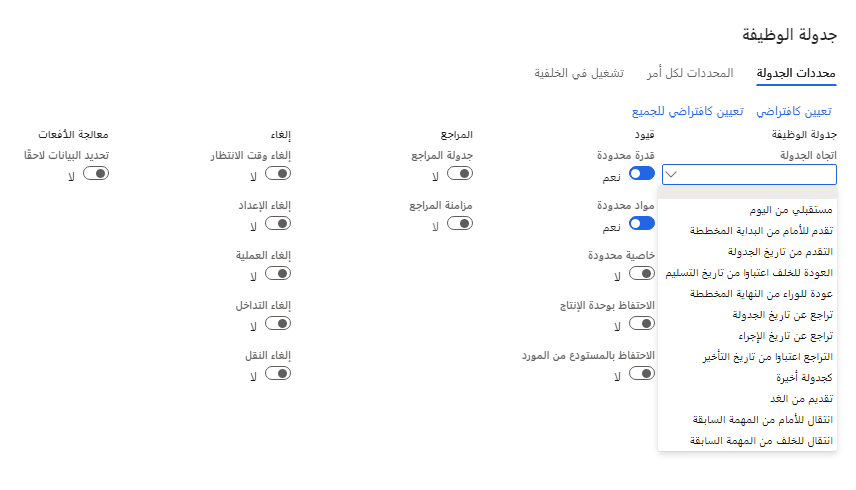 جدولة الوظيفة
محددات الجدولة المحددات لكل أمر تشغيل في الخلفية
تعيين كافتراضي تعيين كافتراضي للجميع
جدولة الوظيفة
اتجاه الجدولة
مستقبلي من اليوم
تقدم للأمام من البداية المخططة
التقدم من تاريخ الجدولة
العودة للخلف اعتبارا من تاريخ التسليم
عودة للوراء من النهاية المخططة
تراجع عن تاريخ الجدولة
تراجع عن تاريخ الإجراء
التراجع اعتبارا من تاريخ التأخير
كجدولة أخيرة
تقديم من الغد
انتقال للأمام من المهمة السابقة
انتقال للخلف من المهمة السابقة
قيود
قدرة محدودة
نعم
مواد محدودة
نعم
خاصية محدودة
لا
الاحتفاظ بوحدة الإنتاج
لا
الاحتفاظ بالمستودع من المورد
لا
المراجع
جدولة المراجع
لا
مزامنة المراجع
لا
إلغاء
إلغاء وقت الانتظار
لا
إلغاء الإعداد
لا
إلغاء العملية
لا
إلغاء التداخل
لا
إلغاء النقل
لا
معالجة الأفعات
تحديد البيانات لاحقًا
لا